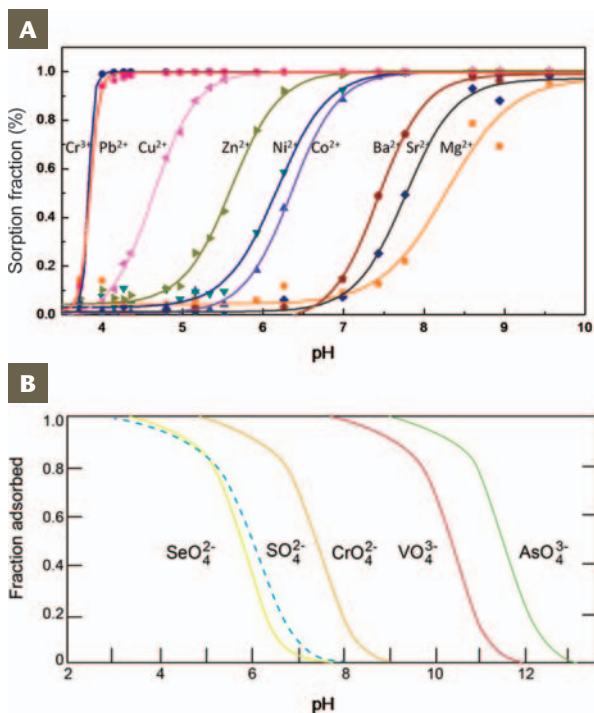 A
Sorption fraction (%)
1.0
0.8
0.6
0.4
0.2
0.0
Cr³⁺ Pb²⁺ Cu²⁺ Zn²⁺ Ni²⁺ Co²⁺ Ba²⁺ Sr²⁺ Mg²⁺
4 5 6 7 8 9 10
pH
B
Fraction adsorbed
1.0
0.8
0.6
0.4
0.2
0
SeO₄²⁻ SO₄²⁻ CrO₄²⁻ VO₄³⁻ AsO₄³⁻
2 4 6 8 10 12
pH